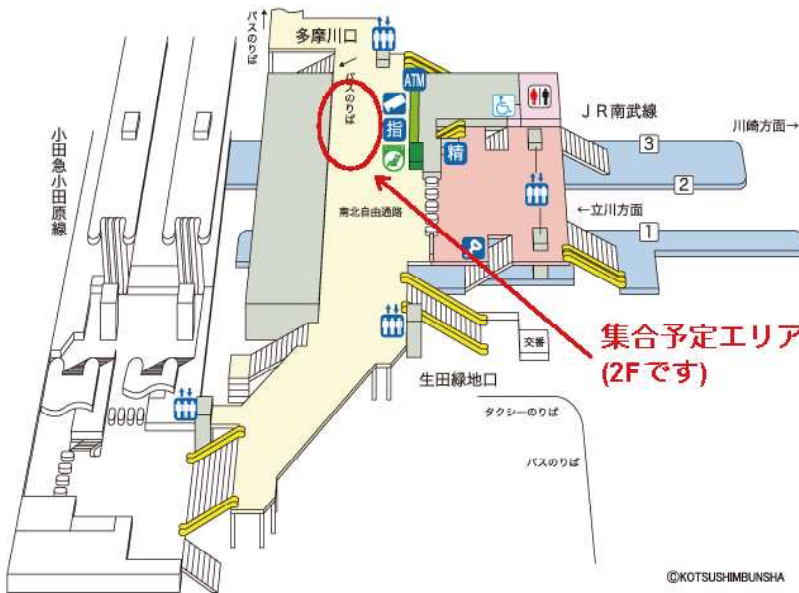 バスのりば
多摩川口
バスのりば
ATM
指
精
JR南武線
川崎方面→
3
2
←立川方面
1
小田急小田原線
南北自由通路
集合予定エリア
(2Fです)
交番
生田緑地口
タクシーのりば
バスのりば
©KOTSUSHIMBUNSHA